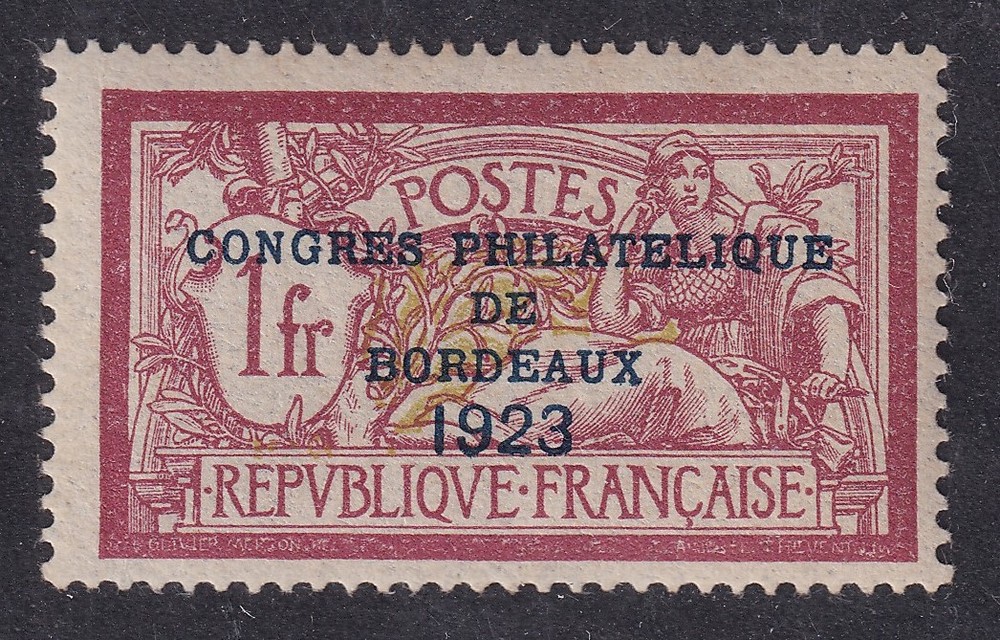 POSTES
CONGRES PHILATELIQUE
1fr
DE
BORDEAUX
1923
·REPVBLIQVE·FRANÇAISE·